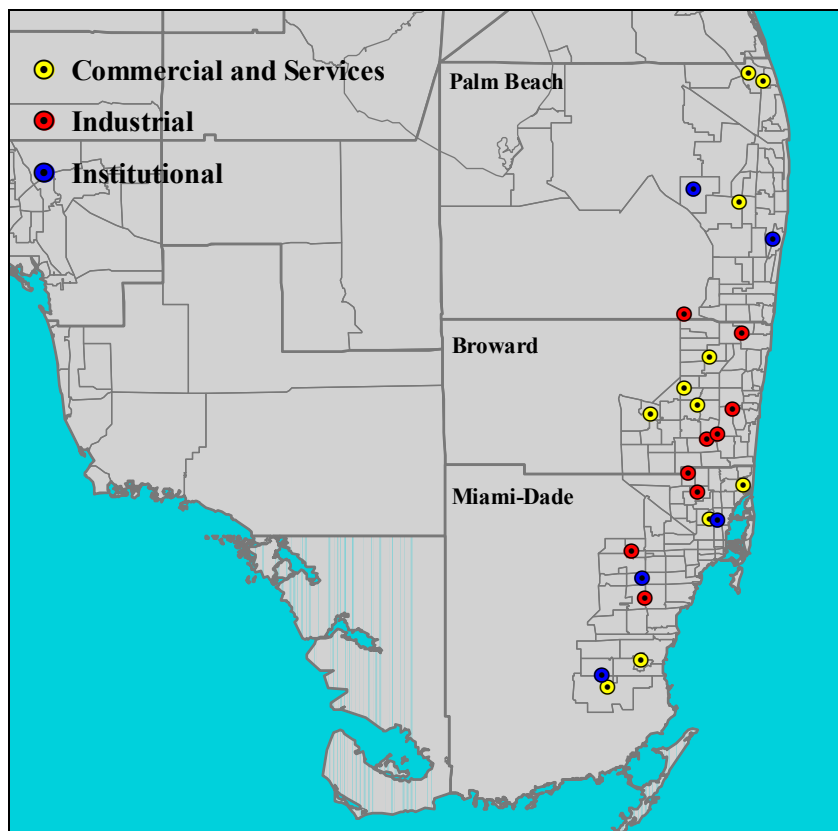 Commercial and Services
Palm Beach
Industrial
Institutional
Broward
Miami-Dade